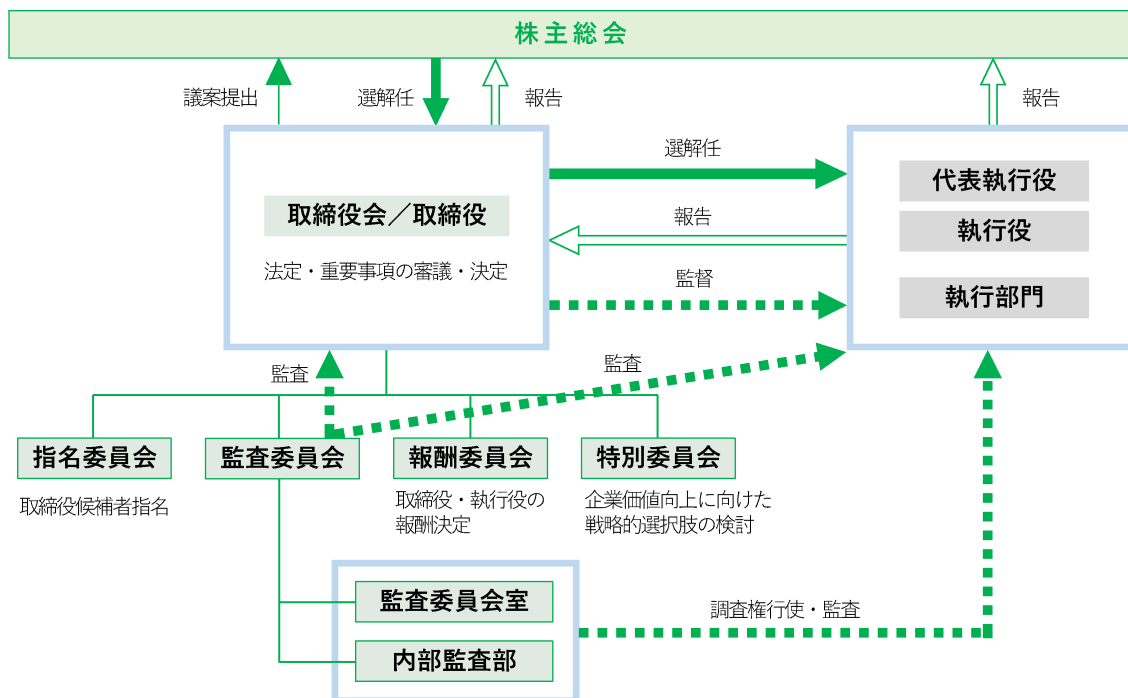 株主総会
議案提出
選解任
報告
報告
取締役会／取締役
法定・重要事項の審議・決定
選解任
報告
監督
代表執行役
執行役
執行部門
監査
監査
指名委員会
取締役候補者指名
監査委員会
報酬委員会
取締役・執行役の
報酬決定
特別委員会
企業価値向上に向けた
戦略的選択肢の検討
監査委員会室
内部監査部
調査権行使・監査